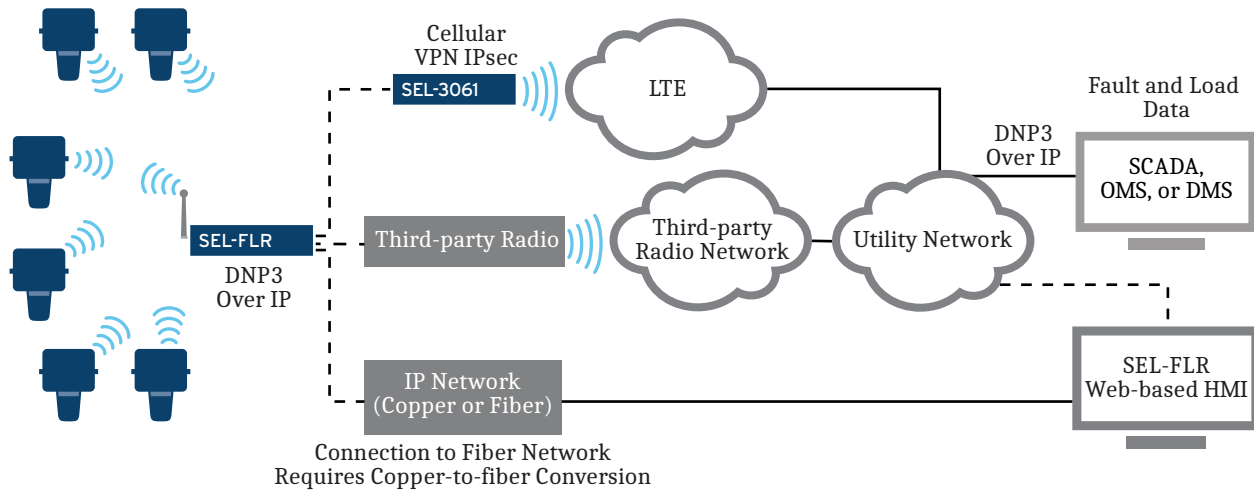 Cellular
VPN IPsec
SEL-3061
LTE
Fault and Load
Data
DNP3
Over IP
SCADA,
OMS, or DMS
SEL-FLR
DNP3
Over IP
Third-party Radio
Third-party
Radio Network
Utility Network
IP Network
(Copper or Fiber)
Connection to Fiber Network
Requires Copper-to-fiber Conversion
SEL-FLR
Web-based HMI